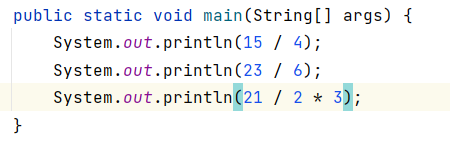 public static void main(String[] args) {
    System.out.println(15 / 4);
    System.out.println(23 / 6);
    System.out.println(21 / 2 * 3);
}